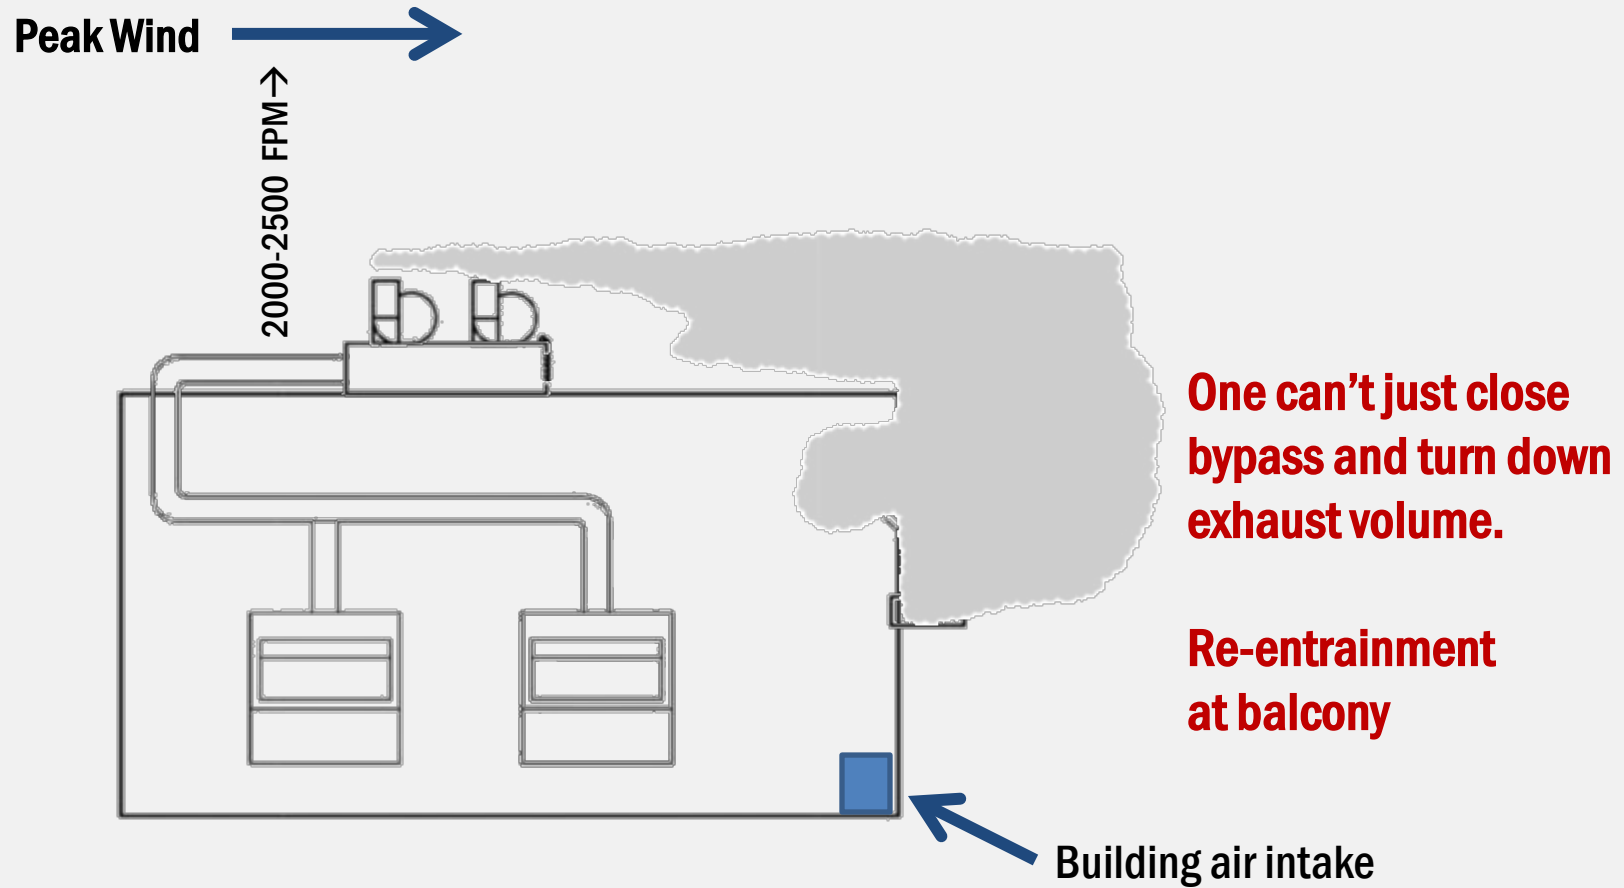 Peak Wind
2000-2500 FPM→
One can’t just close
bypass and turn down
exhaust volume.
Re-entrainment
at balcony
Building air intake